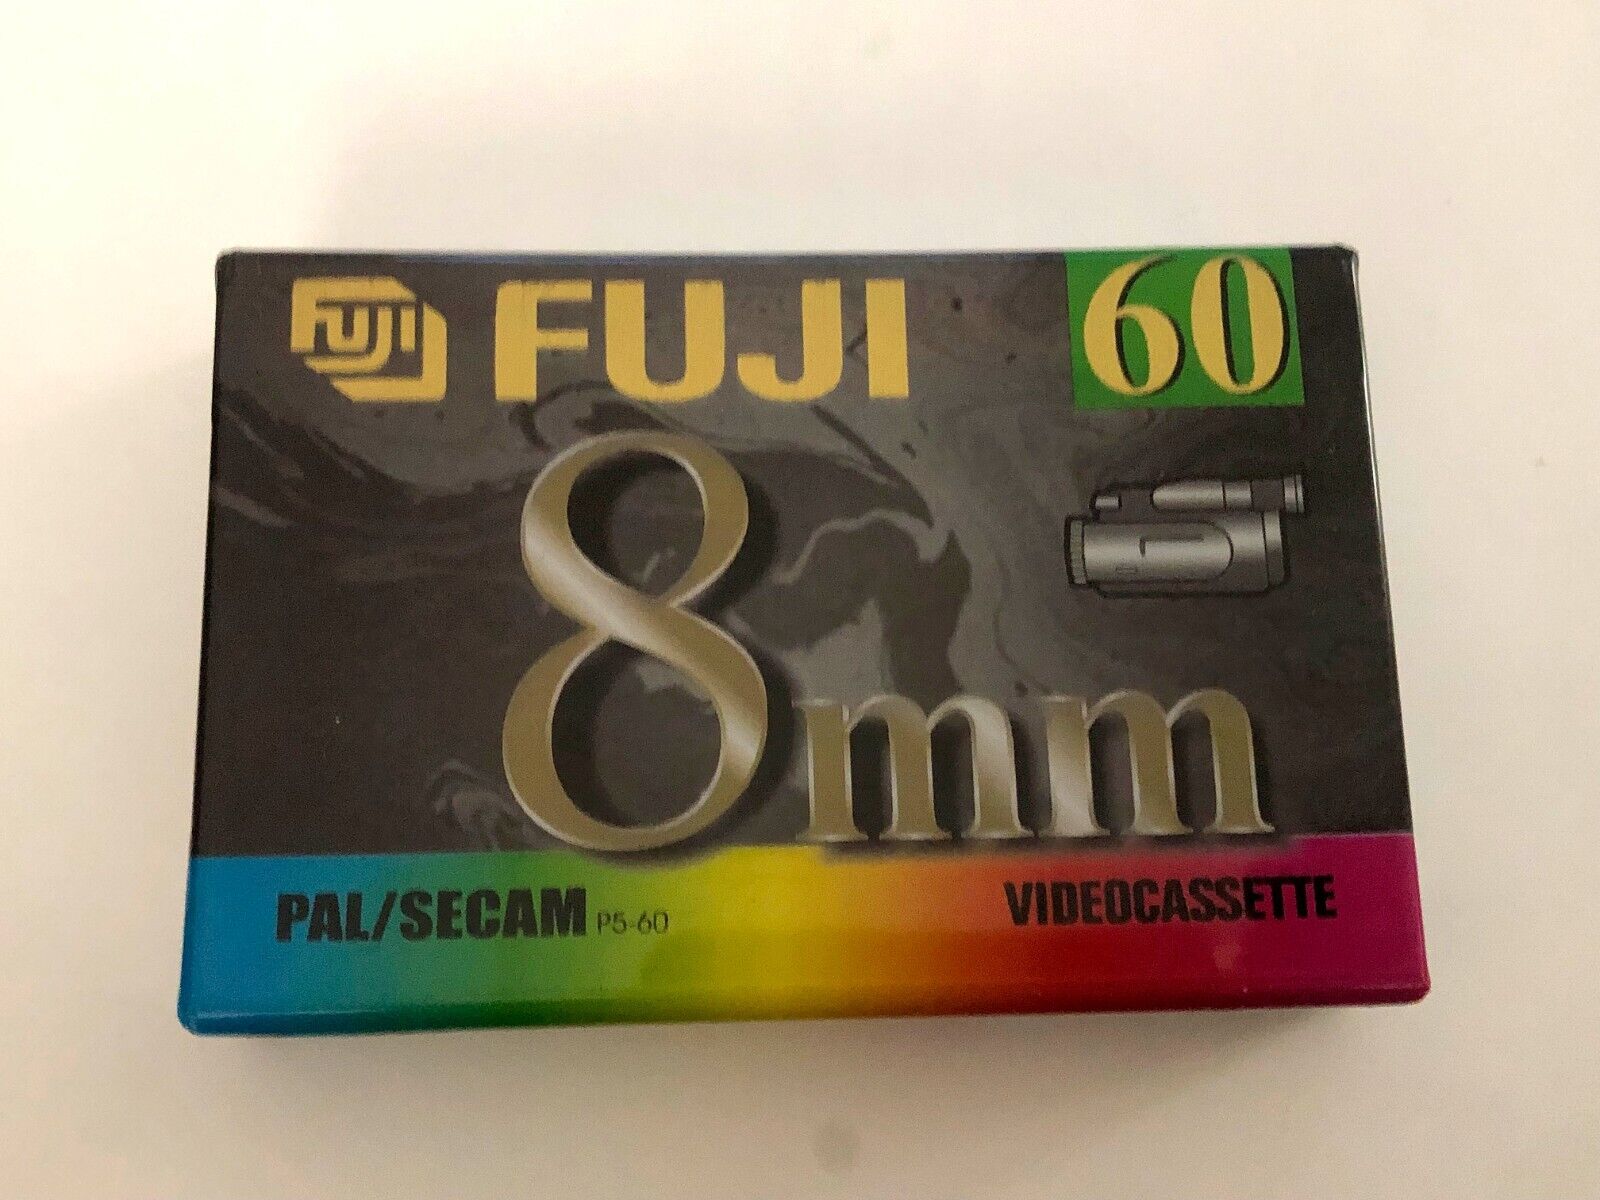 FUJI FUJI 60
8mm
PAL/SECAM P5-60 VIDEOCASSETTE